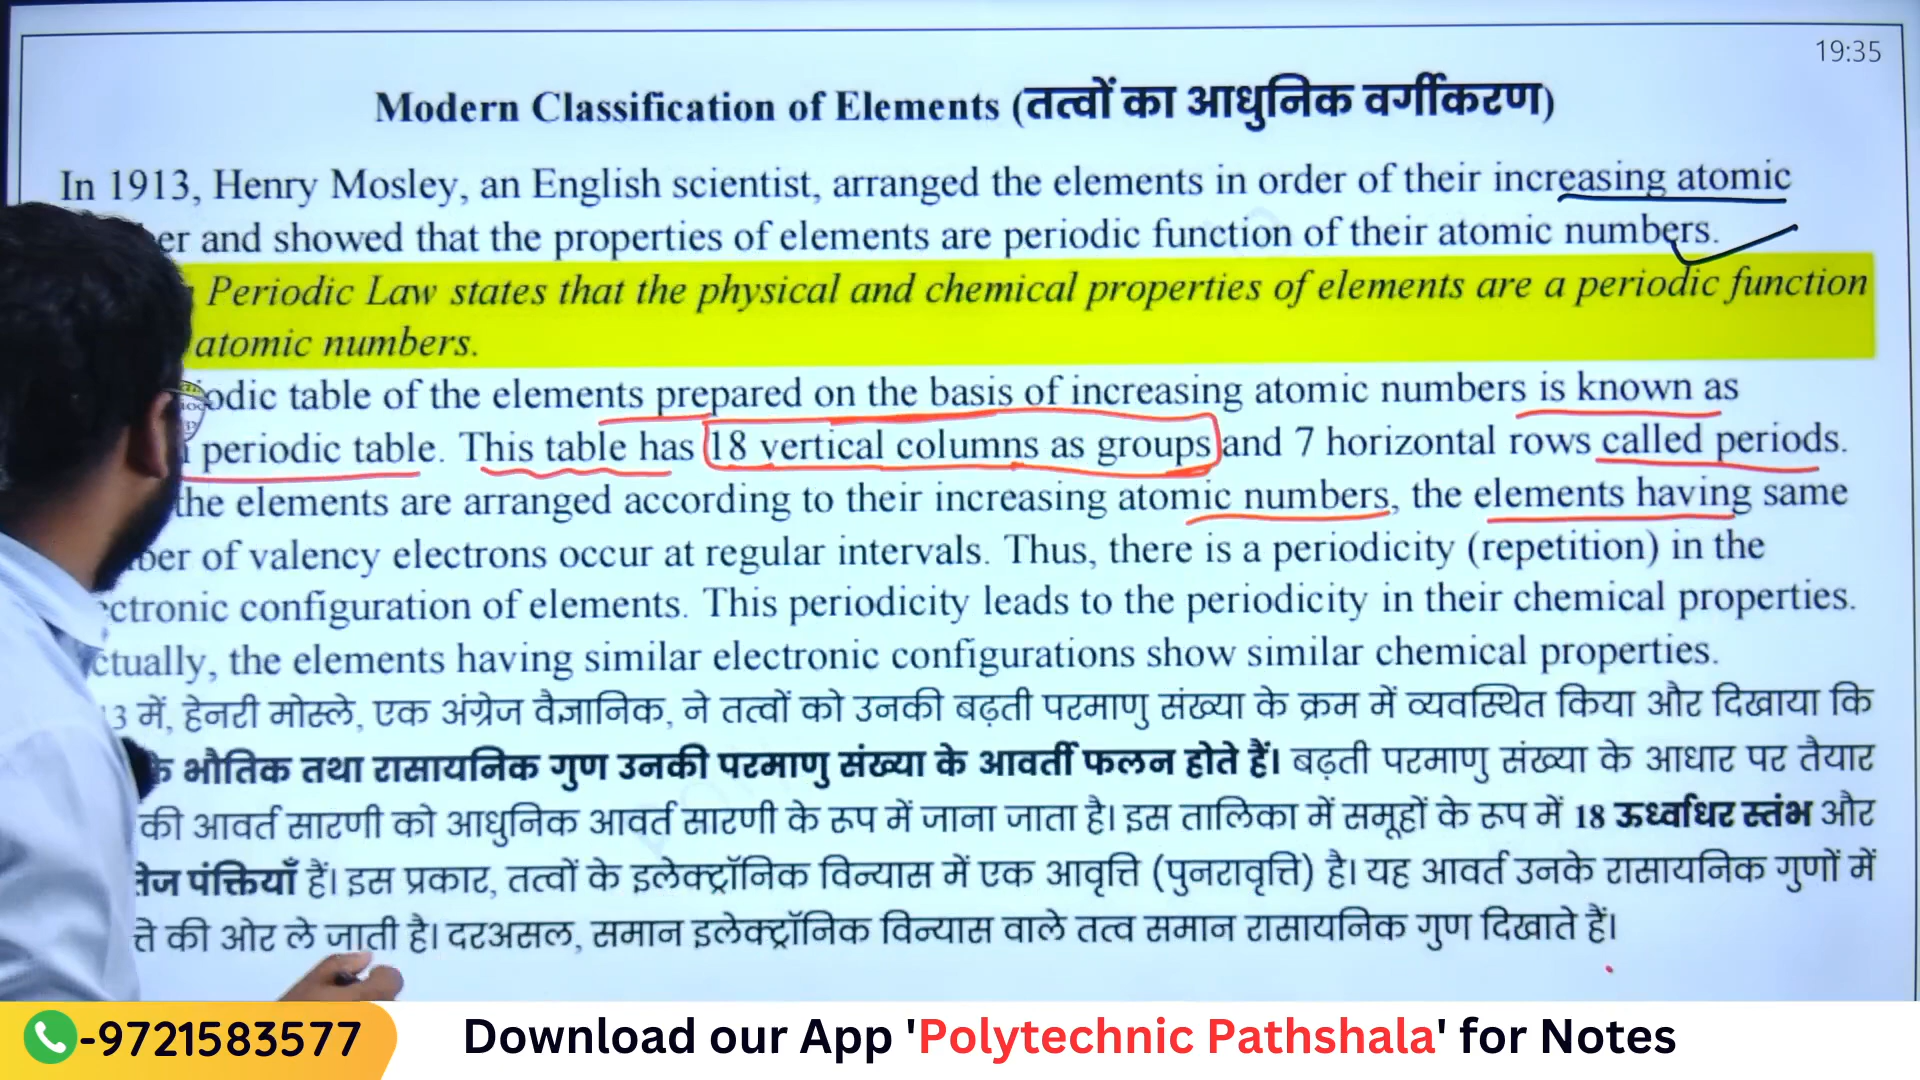 19:35
Modern Classification of Elements (तत्वों का आधुनिक वर्गीकरण)
In 1913, Henry Mosley, an English scientist, arranged the elements in order of their increasing atomic
er and showed that the properties of elements are periodic function of their atomic numbers.
Periodic Law states that the physical and chemical properties of elements are a periodic function
atomic numbers.
iodic table of the elements prepared on the basis of increasing atomic numbers is known as
periodic table. This table has 18 vertical columns as groups and 7 horizontal rows called periods.
the elements are arranged according to their increasing atomic numbers, the elements having same
ber of valency electrons occur at regular intervals. Thus, there is a periodicity (repetition) in the
ctronic configuration of elements. This periodicity leads to the periodicity in their chemical properties.
ctually, the elements having similar electronic configurations show similar chemical properties.
3 में, हेनरी मोस्ले, एक अंग्रेज वैज्ञानिक, ने तत्वों को उनकी बढ़ती परमाणु संख्या के क्रम में व्यवस्थित किया और दिखाया कि
के भौतिक तथा रासायनिक गुण उनकी परमाणु संख्या के आवर्ती फलन होते हैं। बढ़ती परमाणु संख्या के आधार पर तैयार
की आवर्त सारणी को आधुनिक आवर्त सारणी के रूप में जाना जाता है। इस तालिका में समूहों के रूप में 18 ऊर्ध्वाधर स्तंभ और
तेज पंक्तियाँ हैं। इस प्रकार, तत्वों के इलेक्ट्रॉनिक विन्यास में एक आवृत्ति (पुनरावृत्ति) है। यह आवर्त उनके रासायनिक गुणों में
की ओर ले जाती है। दरअसल, समान इलेक्ट्रॉनिक विन्यास वाले तत्व समान रासायनिक गुण दिखाते हैं।
-9721583577 Download our App 'Polytechnic Pathshala' for Notes